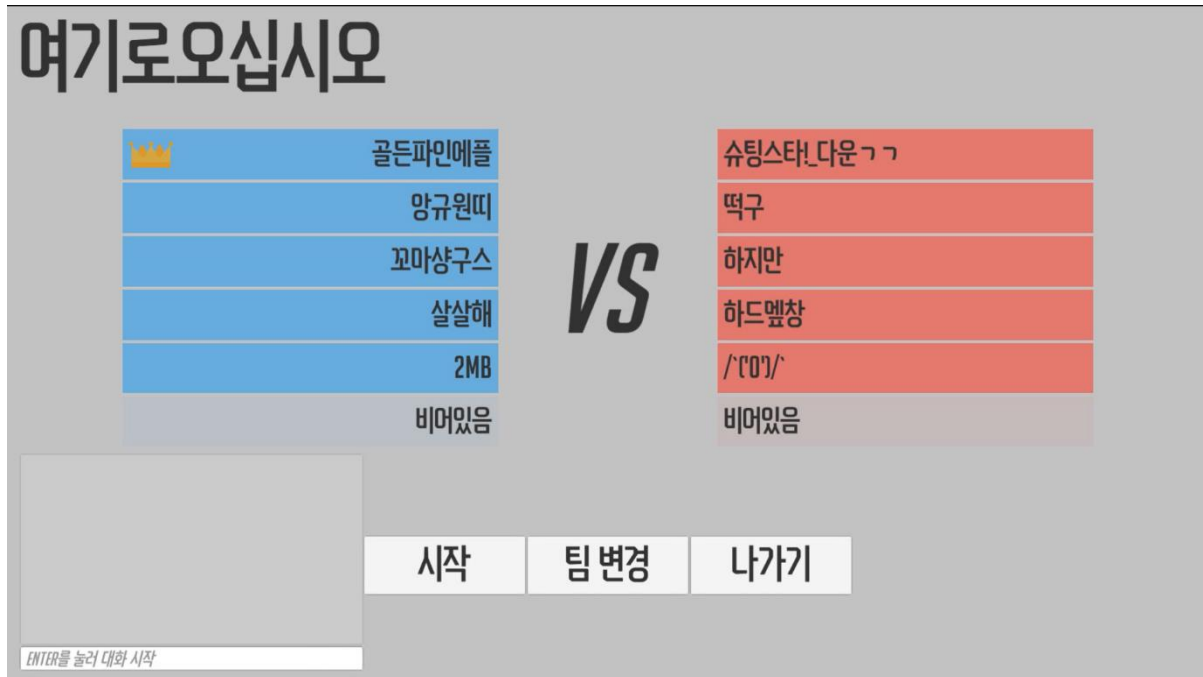 여기로오십시오
골든파인애플
앙규원띠
꼬마샹구스
살살해
2MB
비어있음
VS
슈팅스타!_다운ㄱㄱ
떡구
하지만
하드멮창
/`('0')/`
비어있음
시작
팀 변경
나가기
ENTER를 눌러 대화 시작